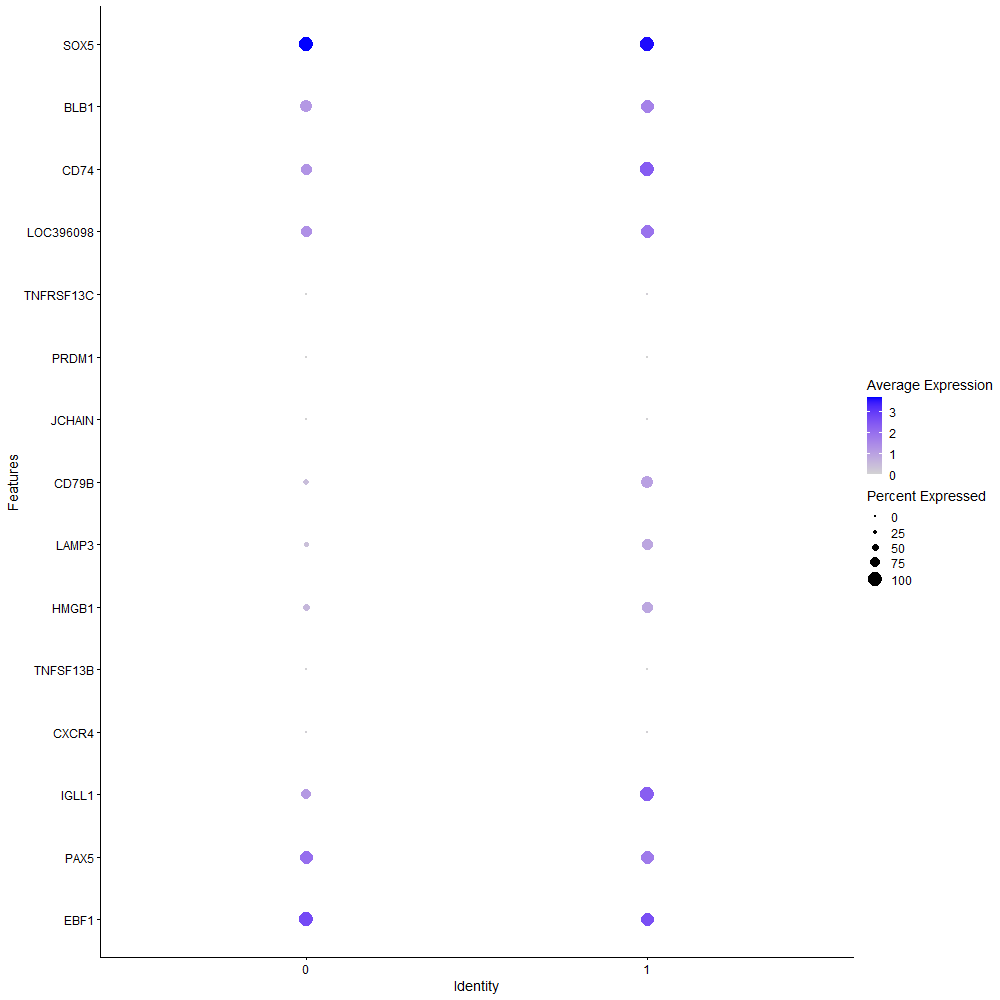 SOX5
BLB1
CD74
LOC396098
TNFRSF13C
PRDM1
JCHAIN
CD79B
LAMP3
HMGB1
TNFSF13B
CXCR4
IGLL1
PAX5
EBF1
Features
0
1
Identity
Average Expression
3
2
1
0
Percent Expressed
0
25
50
75
100